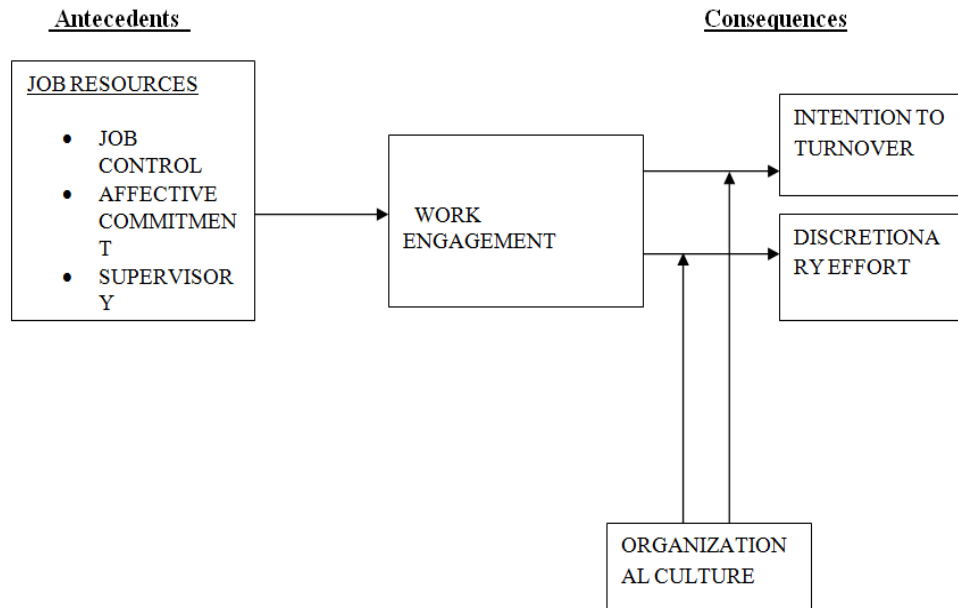 Antecedents
Consequences
JOB RESOURCES
• JOB
CONTROL
• AFFECTIVE
COMMITMEN
T
• SUPERVISOR
Y
WORK
ENGAGEMENT
INTENTION TO
TURNOVER
DISCRETIONA
RY EFFORT
ORGANIZATION
AL CULTURE